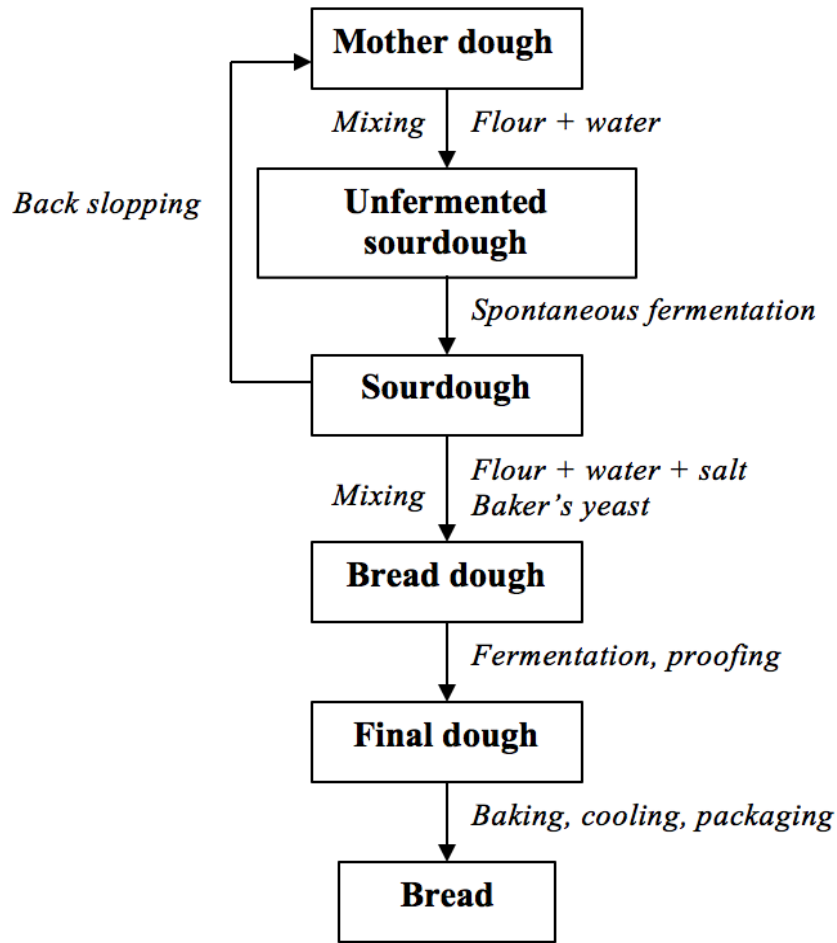 Mother dough
Mixing
Flour + water
Back slopping
Unfermented
sourdough
Spontaneous fermentation
Sourdough
Mixing
Flour + water + salt
Baker’s yeast
Bread dough
Fermentation, proofing
Final dough
Baking, cooling, packaging
Bread